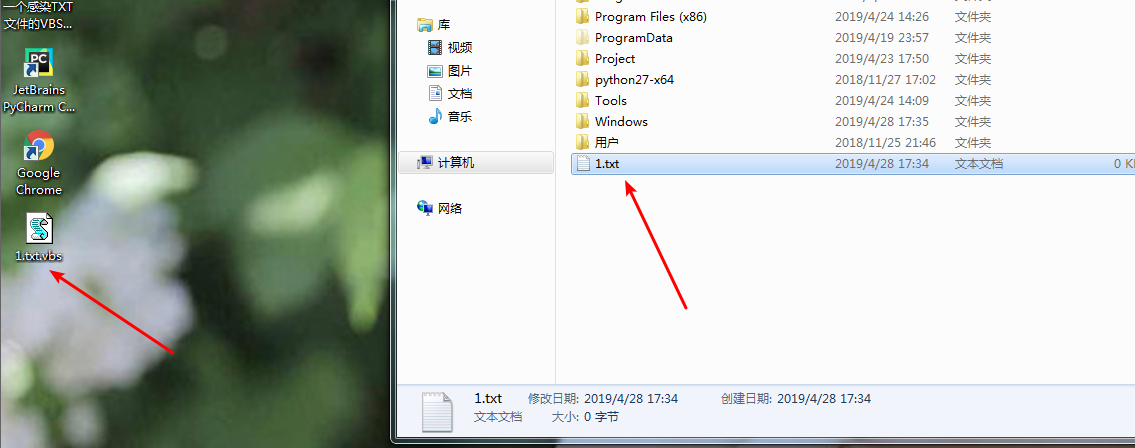 一个感染TXT
文件的VBS...
JetBrains
PyCharm C...
Google
Chrome
1.txt.vbs
库
视频
图片
文档
音乐
计算机
网络
Program Files (x86) 2019/4/24 14:26 文件夹
ProgramData 2019/4/19 23:57 文件夹
Project 2019/4/23 17:50 文件夹
python27-x64 2018/11/27 17:02 文件夹
Tools 2019/4/24 14:09 文件夹
Windows 2019/4/28 17:35 文件夹
用户 2018/11/25 21:46 文件夹
1.txt 2019/4/28 17:34 文本文档 0 K
1.txt 修改日期: 2019/4/28 17:34 创建日期: 2019/4/28 17:34
文本文档 大小: 0 字节